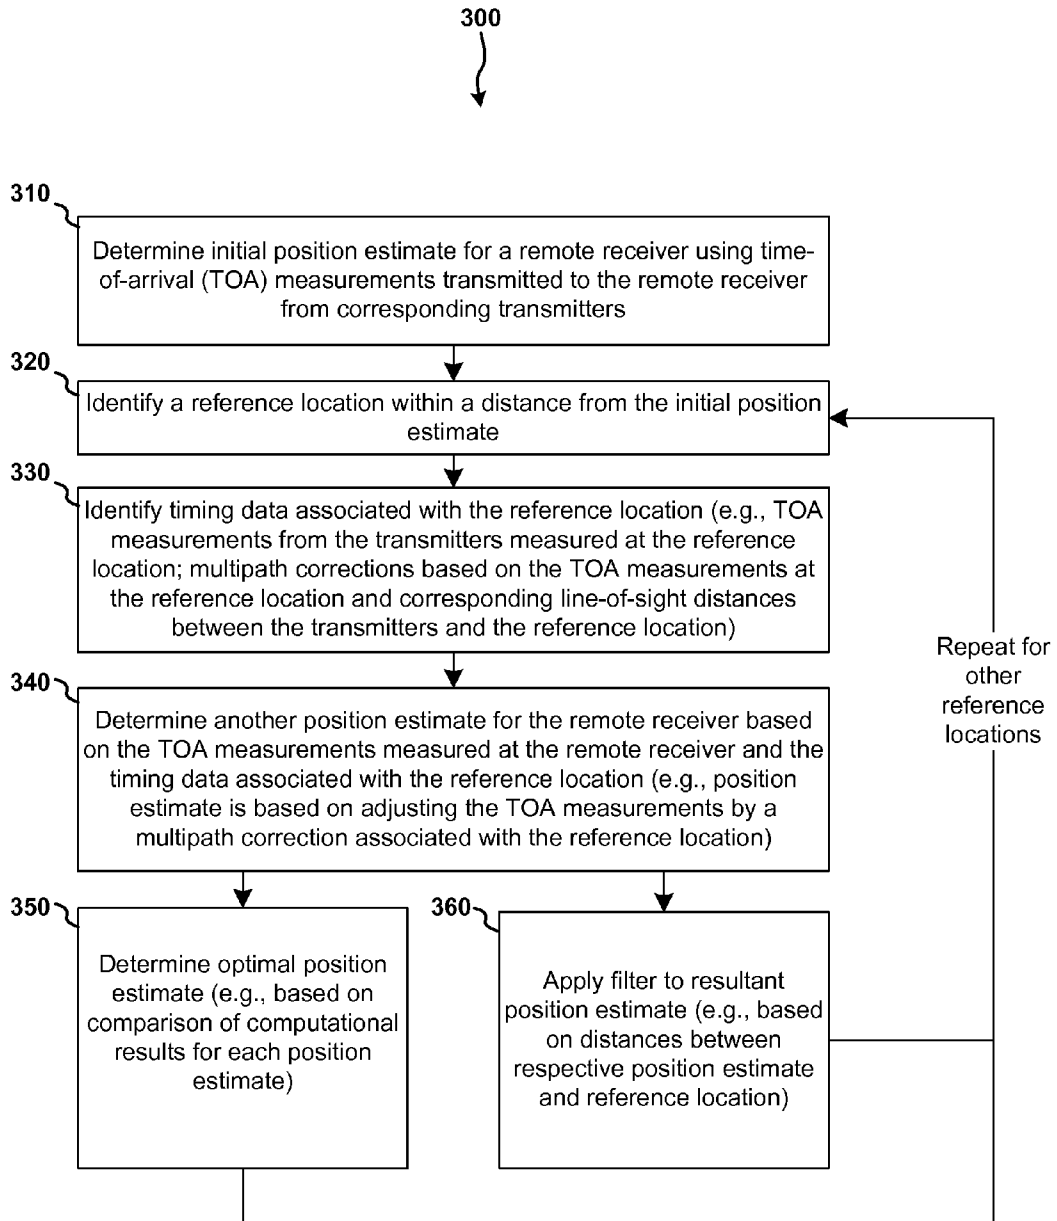 300
310
Determine initial position estimate for a remote receiver using time-
of-arrival (TOA) measurements transmitted to the remote receiver
from corresponding transmitters
320
Identify a reference location within a distance from the initial position
estimate
330
Identify timing data associated with the reference location (e.g., TOA
measurements from the transmitters measured at the reference
location; multipath corrections based on the TOA measurements at
the reference location and corresponding line-of-sight distances
between the transmitters and the reference location)
Repeat for
other
reference
locations
340
Determine another position estimate for the remote receiver based
on the TOA measurements measured at the remote receiver and the
timing data associated with the reference location (e.g., position
estimate is based on adjusting the TOA measurements by a
multipath correction associated with the reference location)
350
Determine optimal position
estimate (e.g., based on
comparison of computational
results for each position
estimate)
360
Apply filter to resultant
position estimate (e.g., based
on distances between
respective position estimate
and reference location)